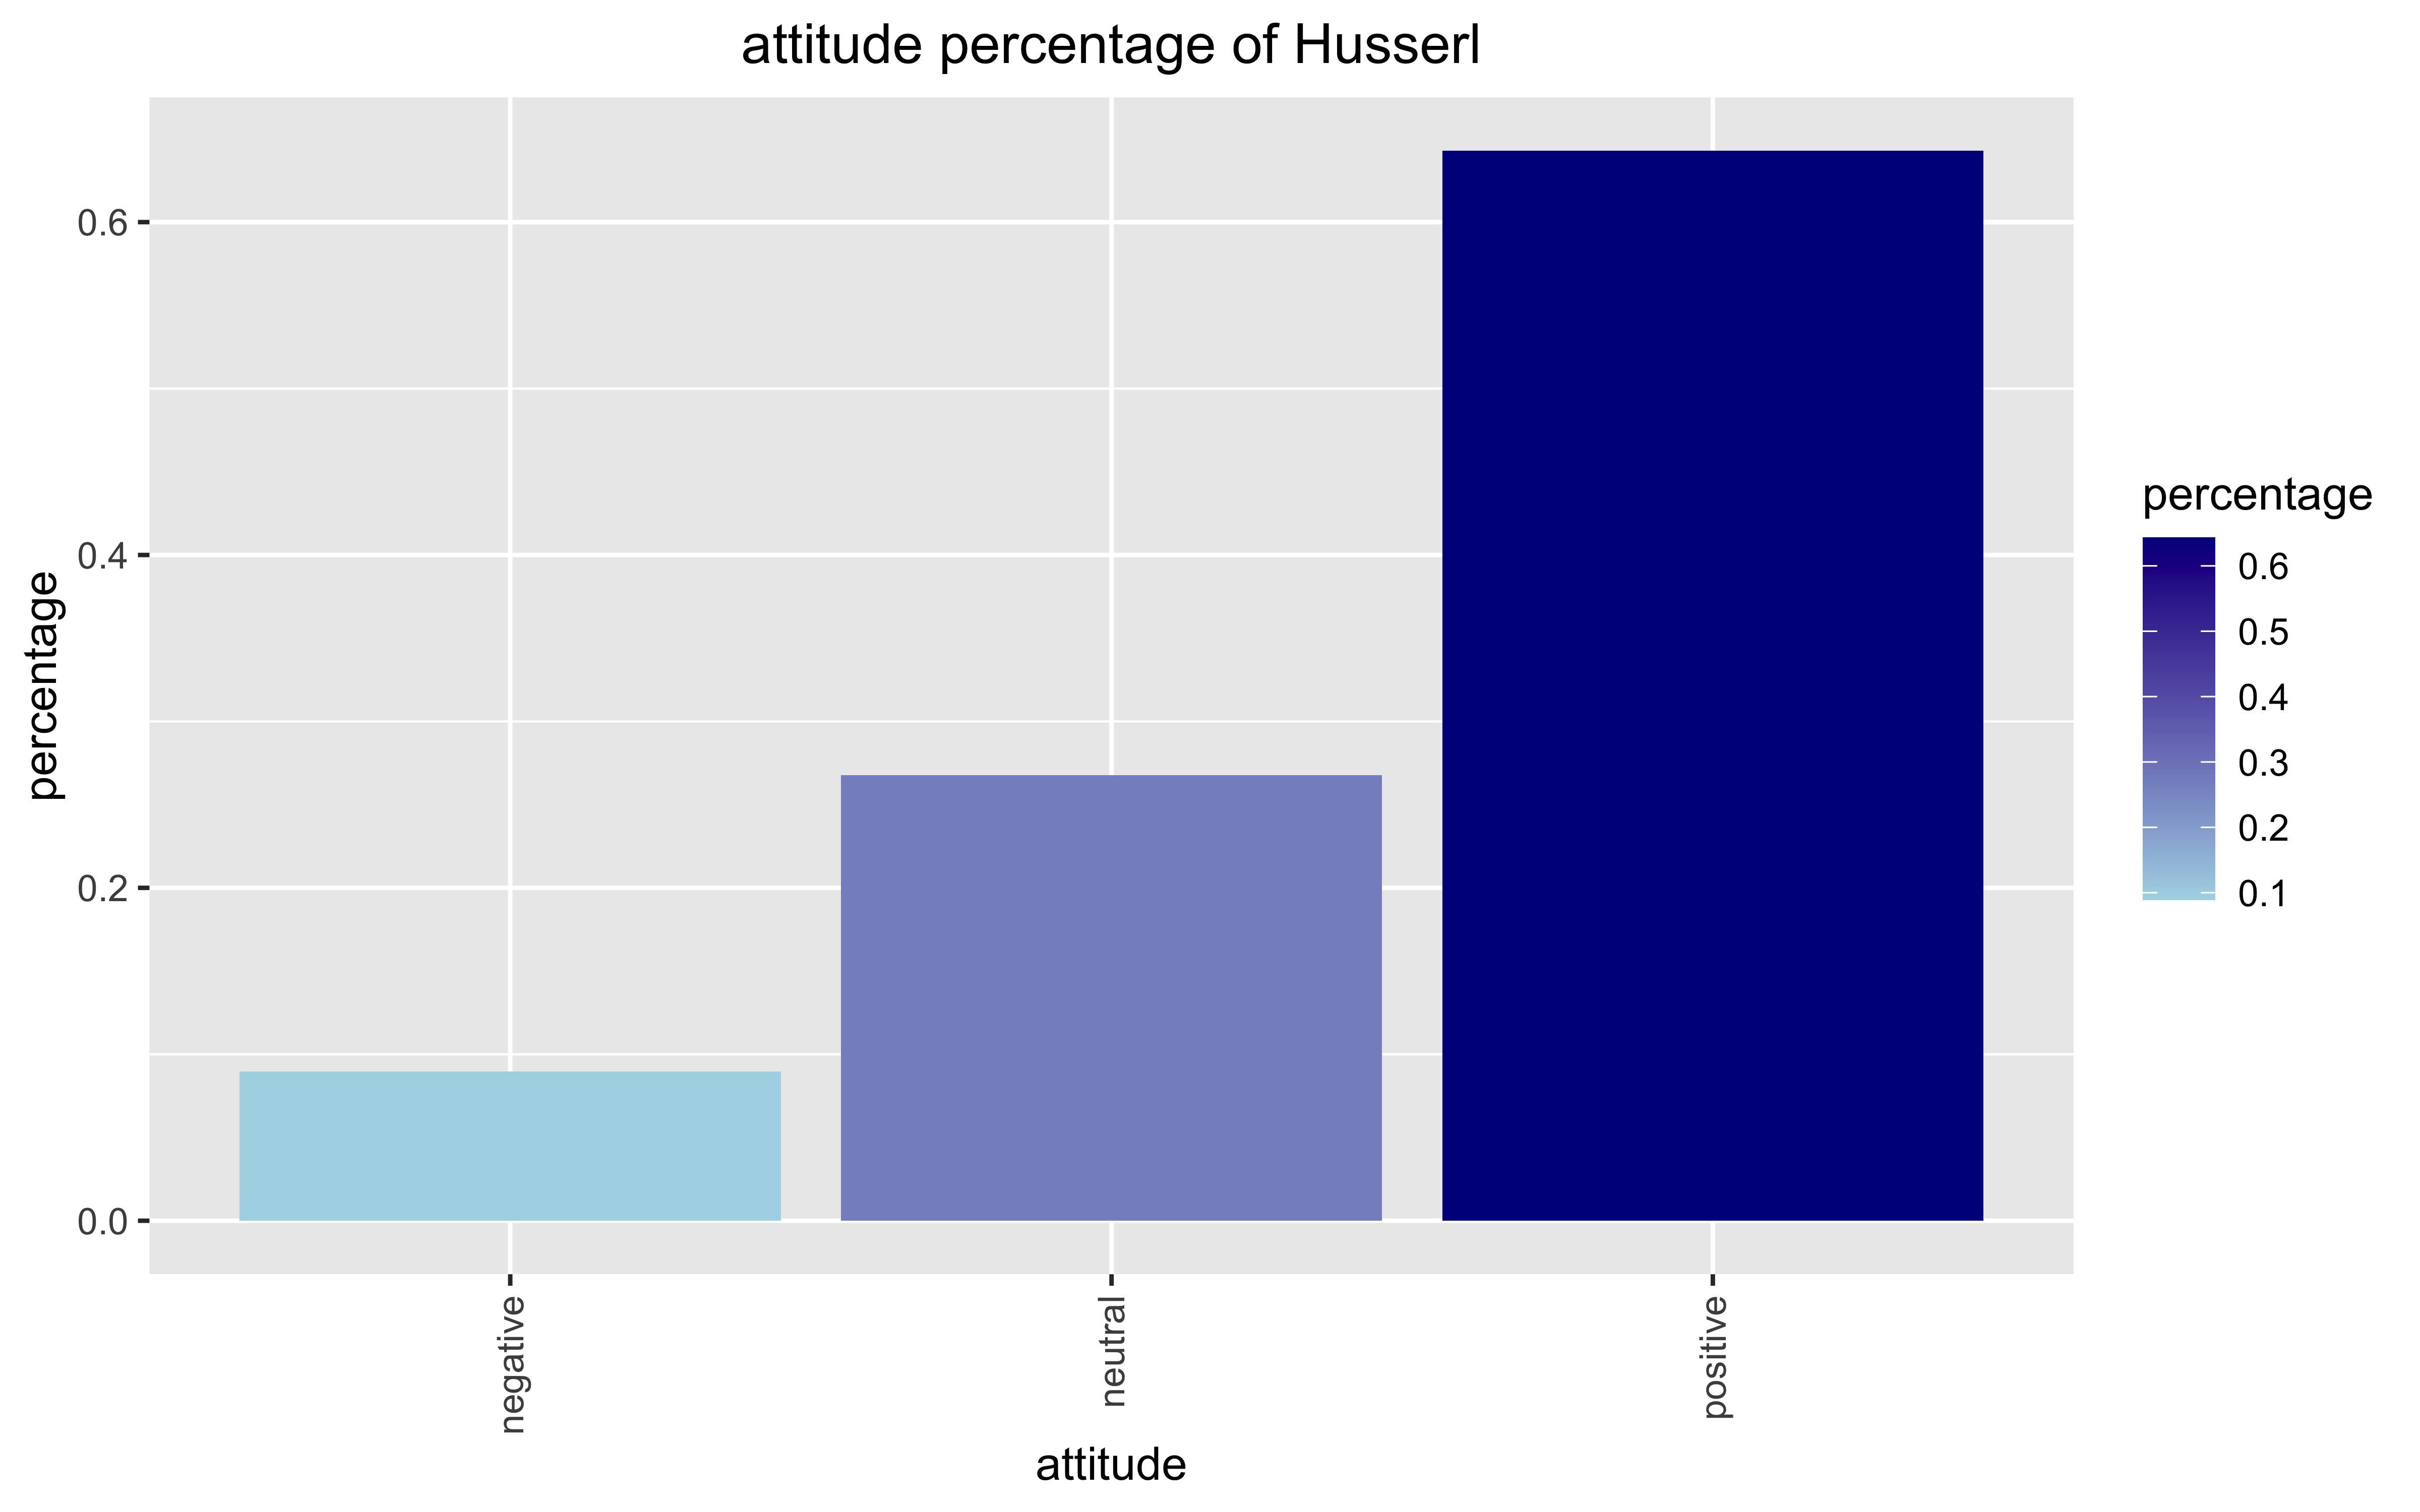 attitude percentage of Husserl
percentage
0.6
0.4
0.2
0.0
negative
neutral
positive
attitude
percentage
0.6
0.5
0.4
0.3
0.2
0.1